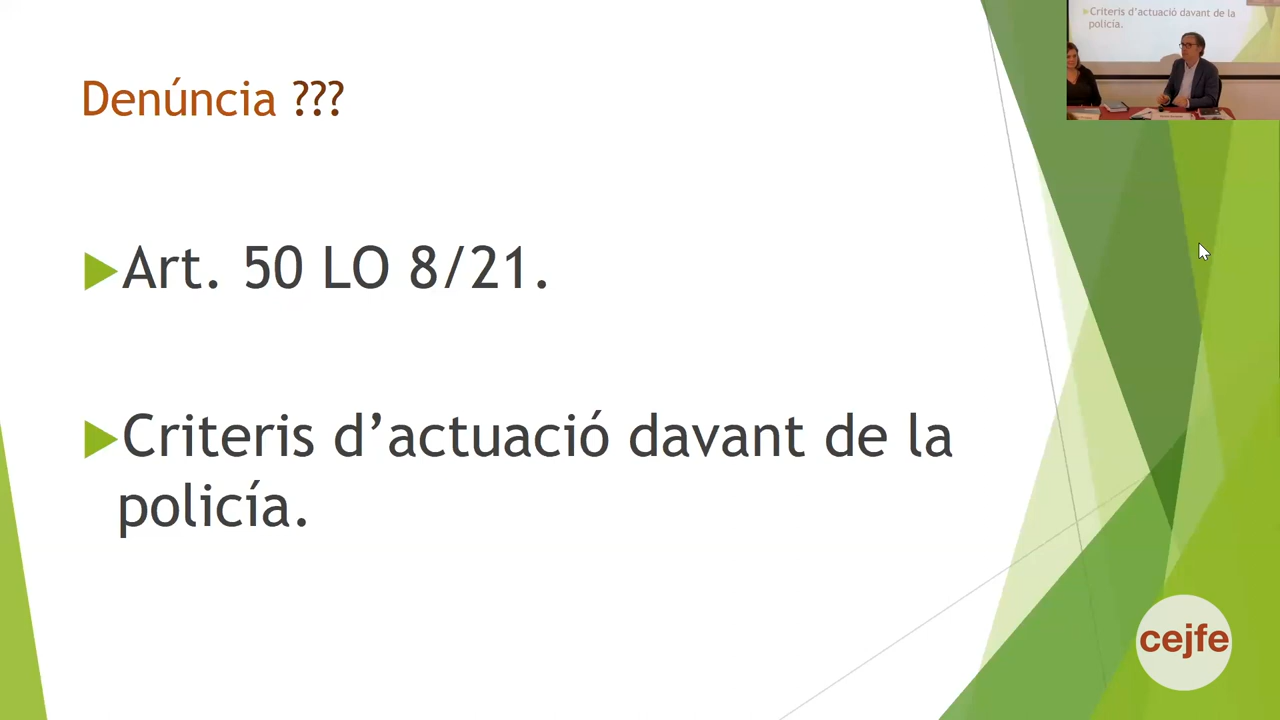 Denúncia ???
Art. 50 LO 8/21.
Criteris d’actuació davant de la
policía.
Criteris d’actuació davant de la
policía.
cejfe